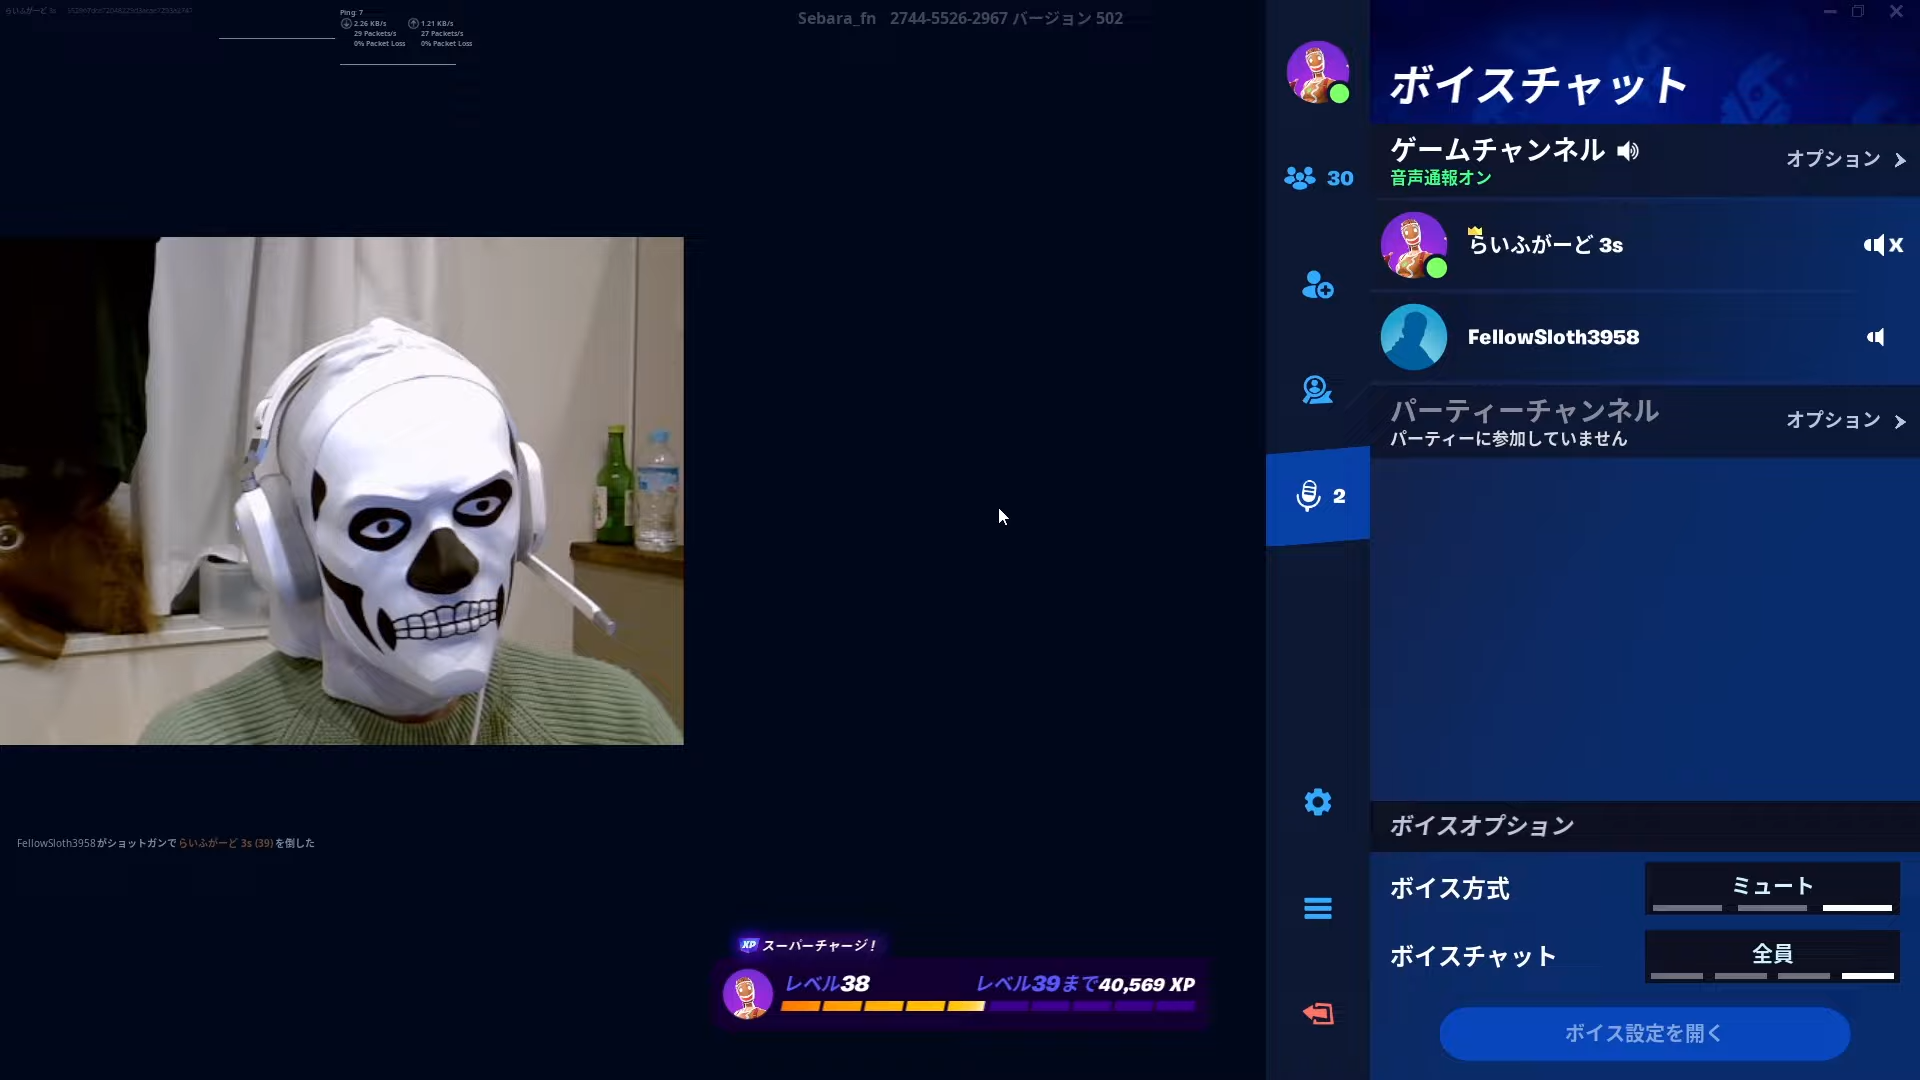 Ping: 7
2.26 KB/s 1.21 KB/s
29 Packets/s 27 Packets/s
0% Packet Loss 0% Packet Loss
Sebara_fn 2744-5526-2967 バージョン 502
ボイスチャット
ゲームチャンネル
音声通報オン
オプション
30
らいふがーど 3s
X
FellowSloth3958
パーティーチャンネル
パーティーに参加していません
オプション
2
FellowSloth3958がショットガンでらいふがーど 3s (39)を倒した
XP スーパーチャージ!
レベル38 レベル39まで40,569 XP
ボイスオプション
ボイス方式 ミュート
ボイスチャット 全員
ボイス設定を開く